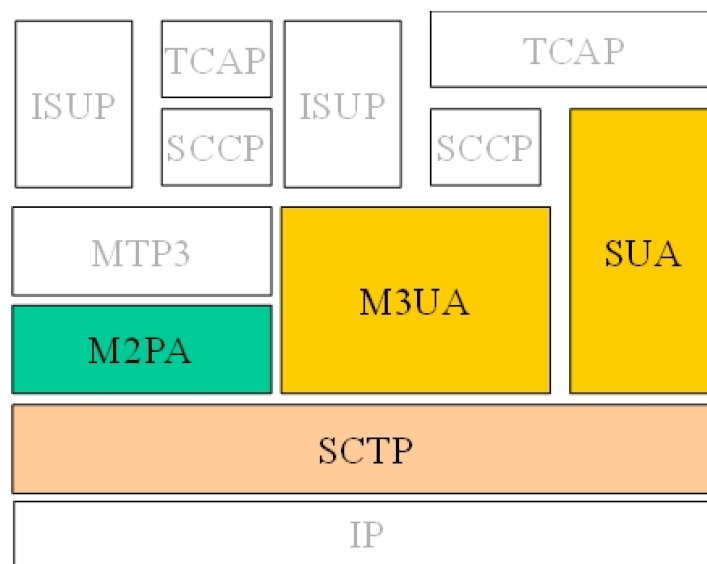 TCAP
TCAP
ISUP
ISUP
SCCP
SCCP
MTP3
M3UA
SUA
M2PA
SCTP
IP